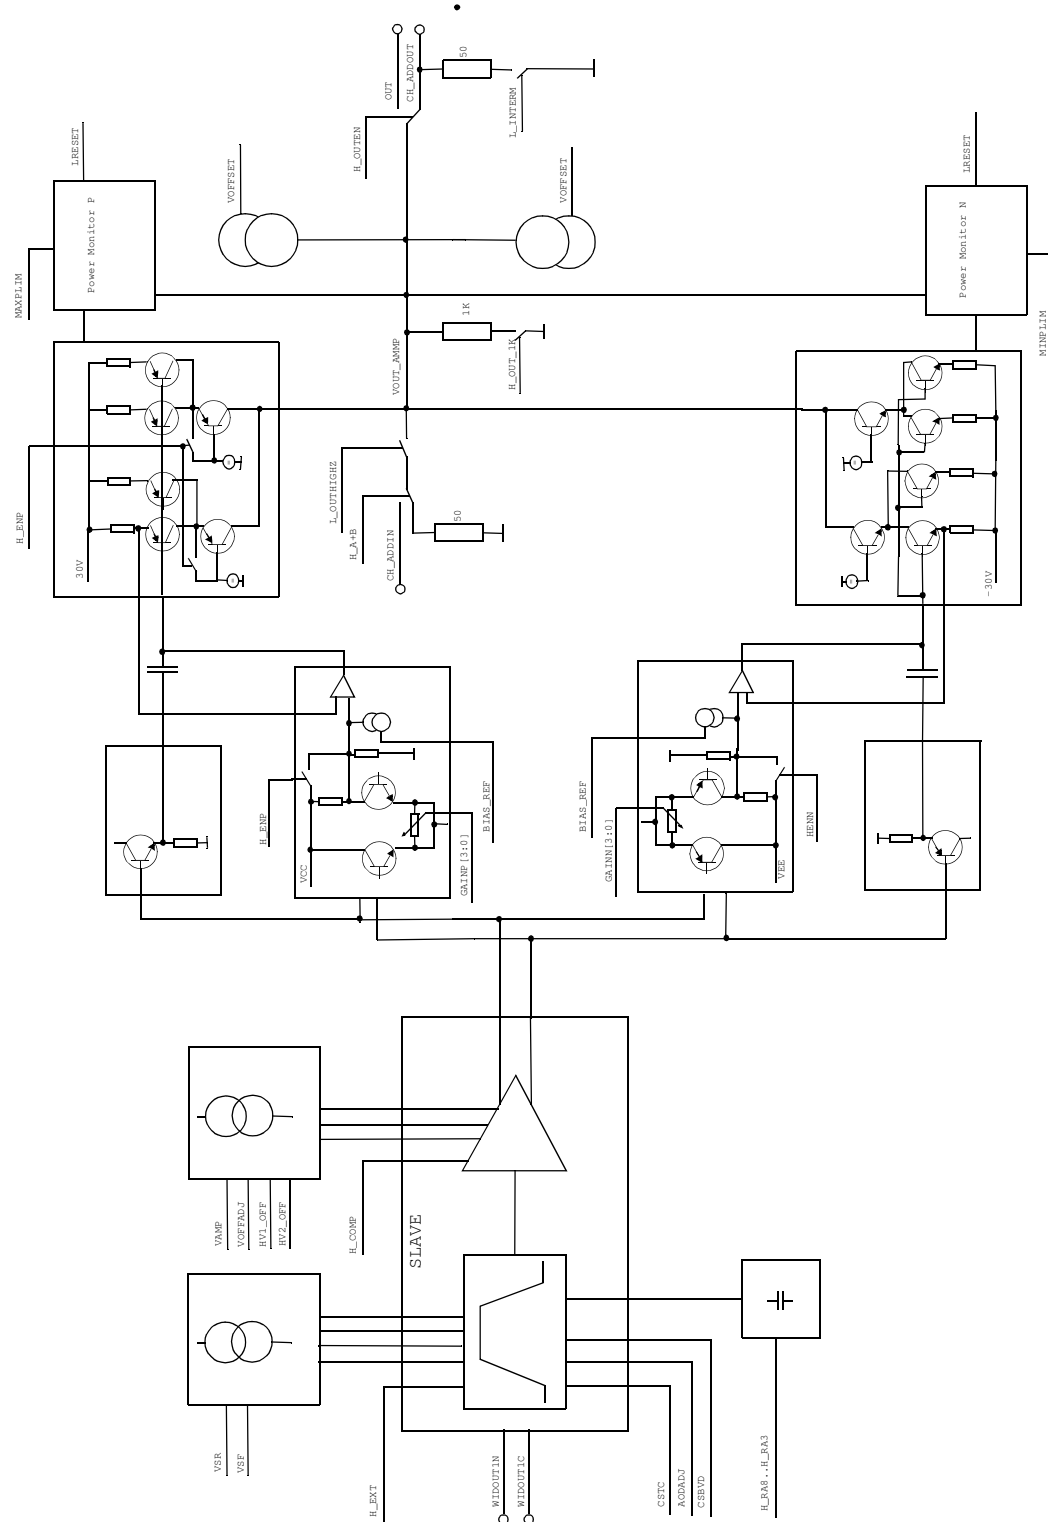 OUT
CH_ADDOUT
50
L_INTERM
H_OUTEN
LRESET
VOFFSET
VOFFSET
LRESET
Power Monitor P
Power Monitor N
MAXPLIM
MINPLIM
1K
VOUT_AMMP
H_OUT_1K
H_ENP
30V
L_OUTHIGHZ
H_A+B
CH_ADDIN
50
-30V
H_ENP
VCC
BIAS_REF
GAINP[3:0]
BIAS_REF
GAINN[3:0]
VEE
HENN
VAMP
VOFFADJ
HV1_OFF
HV2_OFF
H_COMP
SLAVE
VSR
VSF
H_EXT
WIDOUT1N
WIDOUT1C
CSTC
AODADJ
CSBVD
H_RA8..H_RA3